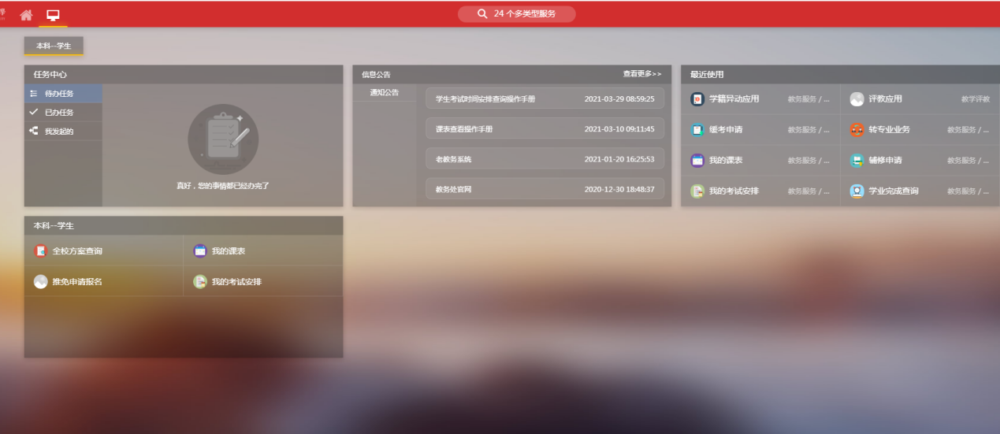 24 个多类型服务
本科--学生
任务中心
待办任务
已办任务
我发起的
真好，您的事情都已经办完了
信息公告
查看更多>>
通知公告
学生考试时间安排查询操作手册
2021-03-29 08:59:25
课表查看操作手册
2021-03-10 09:11:45
老教务系统
2021-01-20 16:25:53
教务处官网
2020-12-30 18:48:37
最近使用
学籍异动应用
教务服务 / ...
评教应用
教学评教
缓考申请
教务服务 / ...
转专业业务
教务服务 / ...
我的课表
教务服务 / ...
辅修申请
教务服务 / ...
我的考试安排
教务服务 / ...
学业完成查询
教务服务 / ...
本科--学生
全校方案查询
我的课表
推免申请报名
我的考试安排